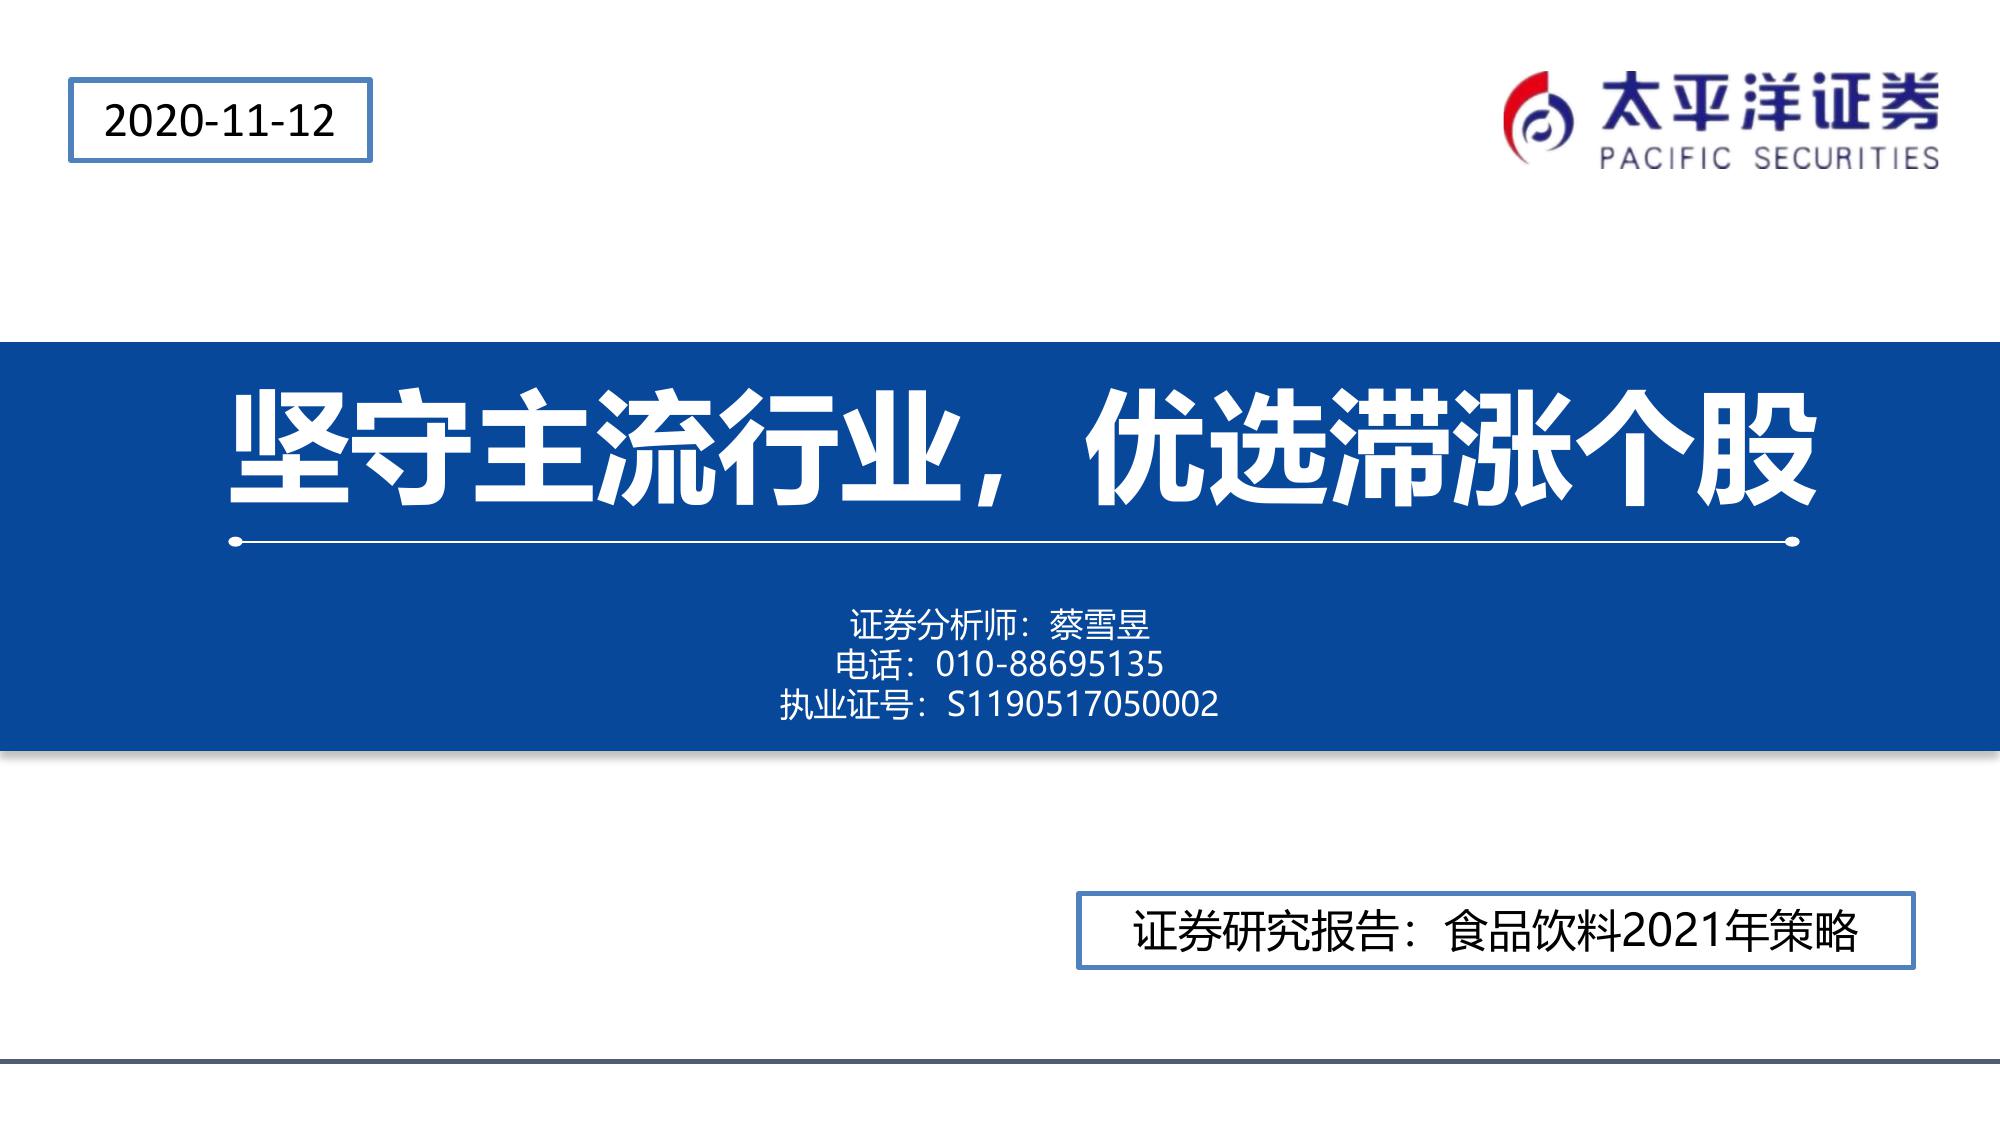 2020-11-12
太平洋证券
PACIFIC SECURITIES
坚守主流行业，优选滞涨个股
证券分析师：蔡雪昱
电话：010-88695135
执业证号：S1190517050002
证券研究报告：食品饮料2021年策略